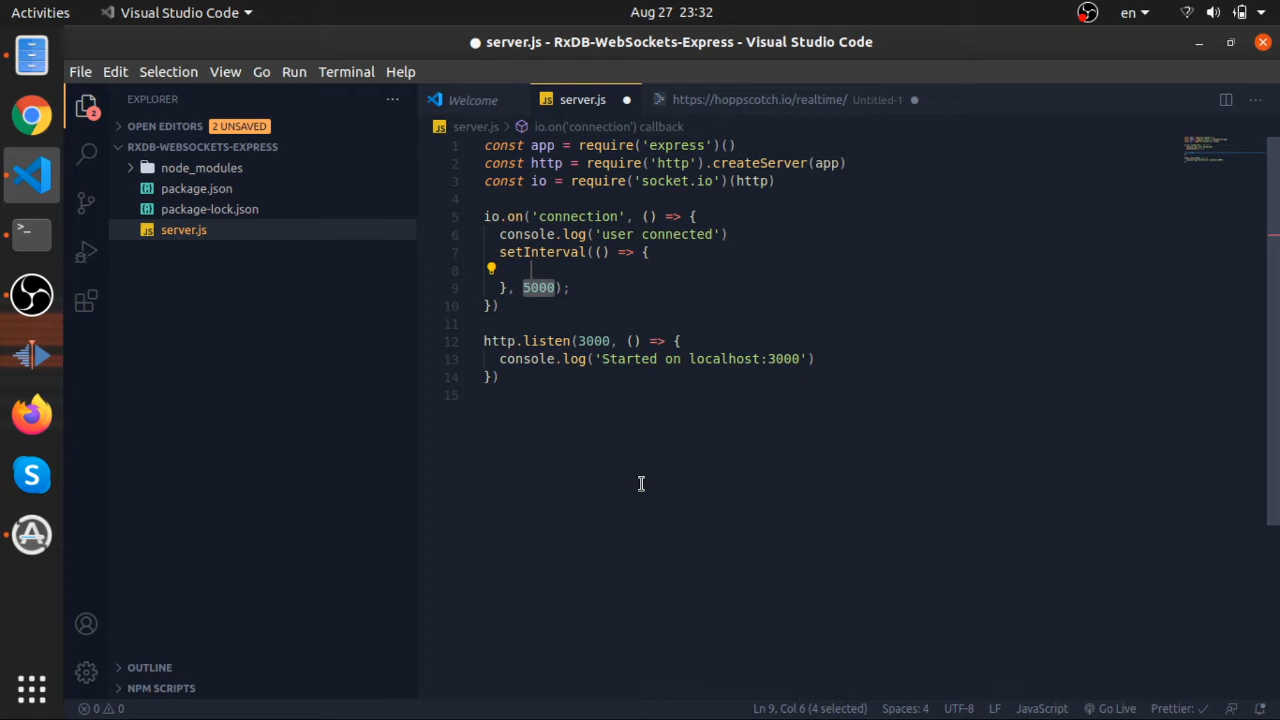 Activities
Visual Studio Code
Aug 27 23:32
en
● server.js - RxDB-WebSockets-Express - Visual Studio Code
File Edit Selection View Go Run Terminal Help
EXPLORER
Welcome
JS server.js
https://hoppscotch.io/realtime/ Untitled-1
2
OPEN EDITORS 2 UNSAVED
JS server.js > io.on('connection') callback
RXDB-WEBSOCKETS-EXPRESS
node_modules
package.json
package-lock.json
JS server.js
1 const app = require('express')()
2 const http = require('http').createServer(app)
3 const io = require('socket.io')(http)
4
5 io.on('connection', () => {
6 console.log('user connected')
7 setInterval(() => {
8
9 }, 5000);
10 })
11
12 http.listen(3000, () => {
13 console.log('Started on localhost:3000')
14 })
15
S
OUTLINE
NPM SCRIPTS
0 0
Ln 9, Col 6 (4 selected) Spaces: 4 UTF-8 LF JavaScript Go Live Prettier: ✓